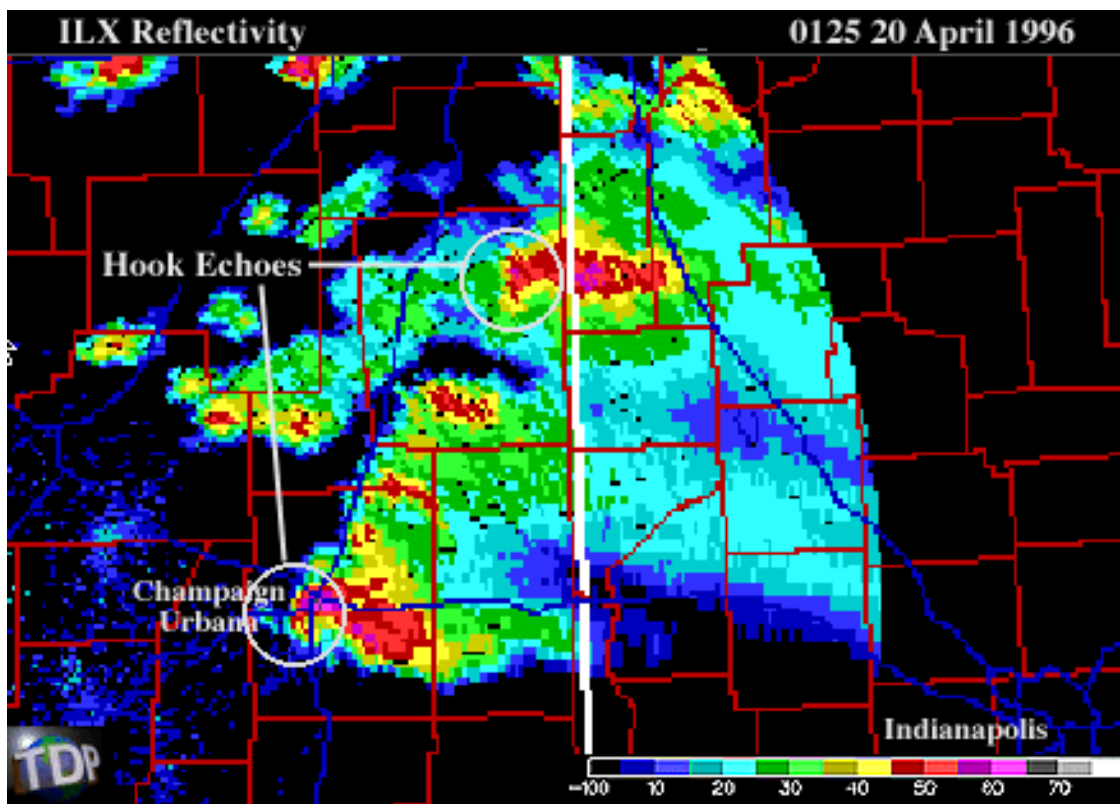 ILX Reflectivity
0125 20 April 1996
Hook Echoes
Champaign
Urbana
Indianapolis
TDP
-100 10 20 30 40 50 60 70